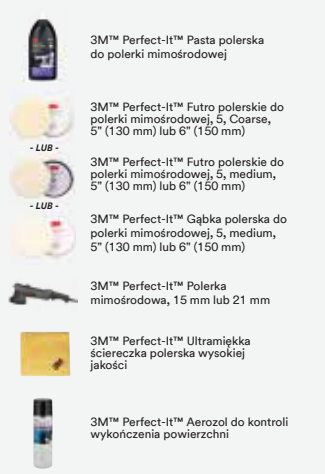 3M™ Perfect-It™ Pasta polerska
do polerki mimośrodowej
3M™ Perfect-It™ Futro polerskie do
polerki mimośrodowej, 5, Coarse,
5" (130 mm) lub 6” (150 mm)
- LUB -
3M™ Perfect-It™ Futro polerskie do
polerki mimośrodowej, 5, medium,
5" (130 mm) lub 6” (150 mm)
- LUB -
3M™ Perfect-It™ Gąbka polerska do
polerki mimośrodowej, 5, medium,
5" (130 mm) lub 6” (150 mm)
3M™ Perfect-It™ Polerka
mimośrodowa, 15 mm lub 21 mm
3M™ Perfect-It™ Ultramiękka
ściereczka polerska wysokiej
jakości
3M™ Perfect-It™ Aerozol do kontroli
wykończenia powierzchni